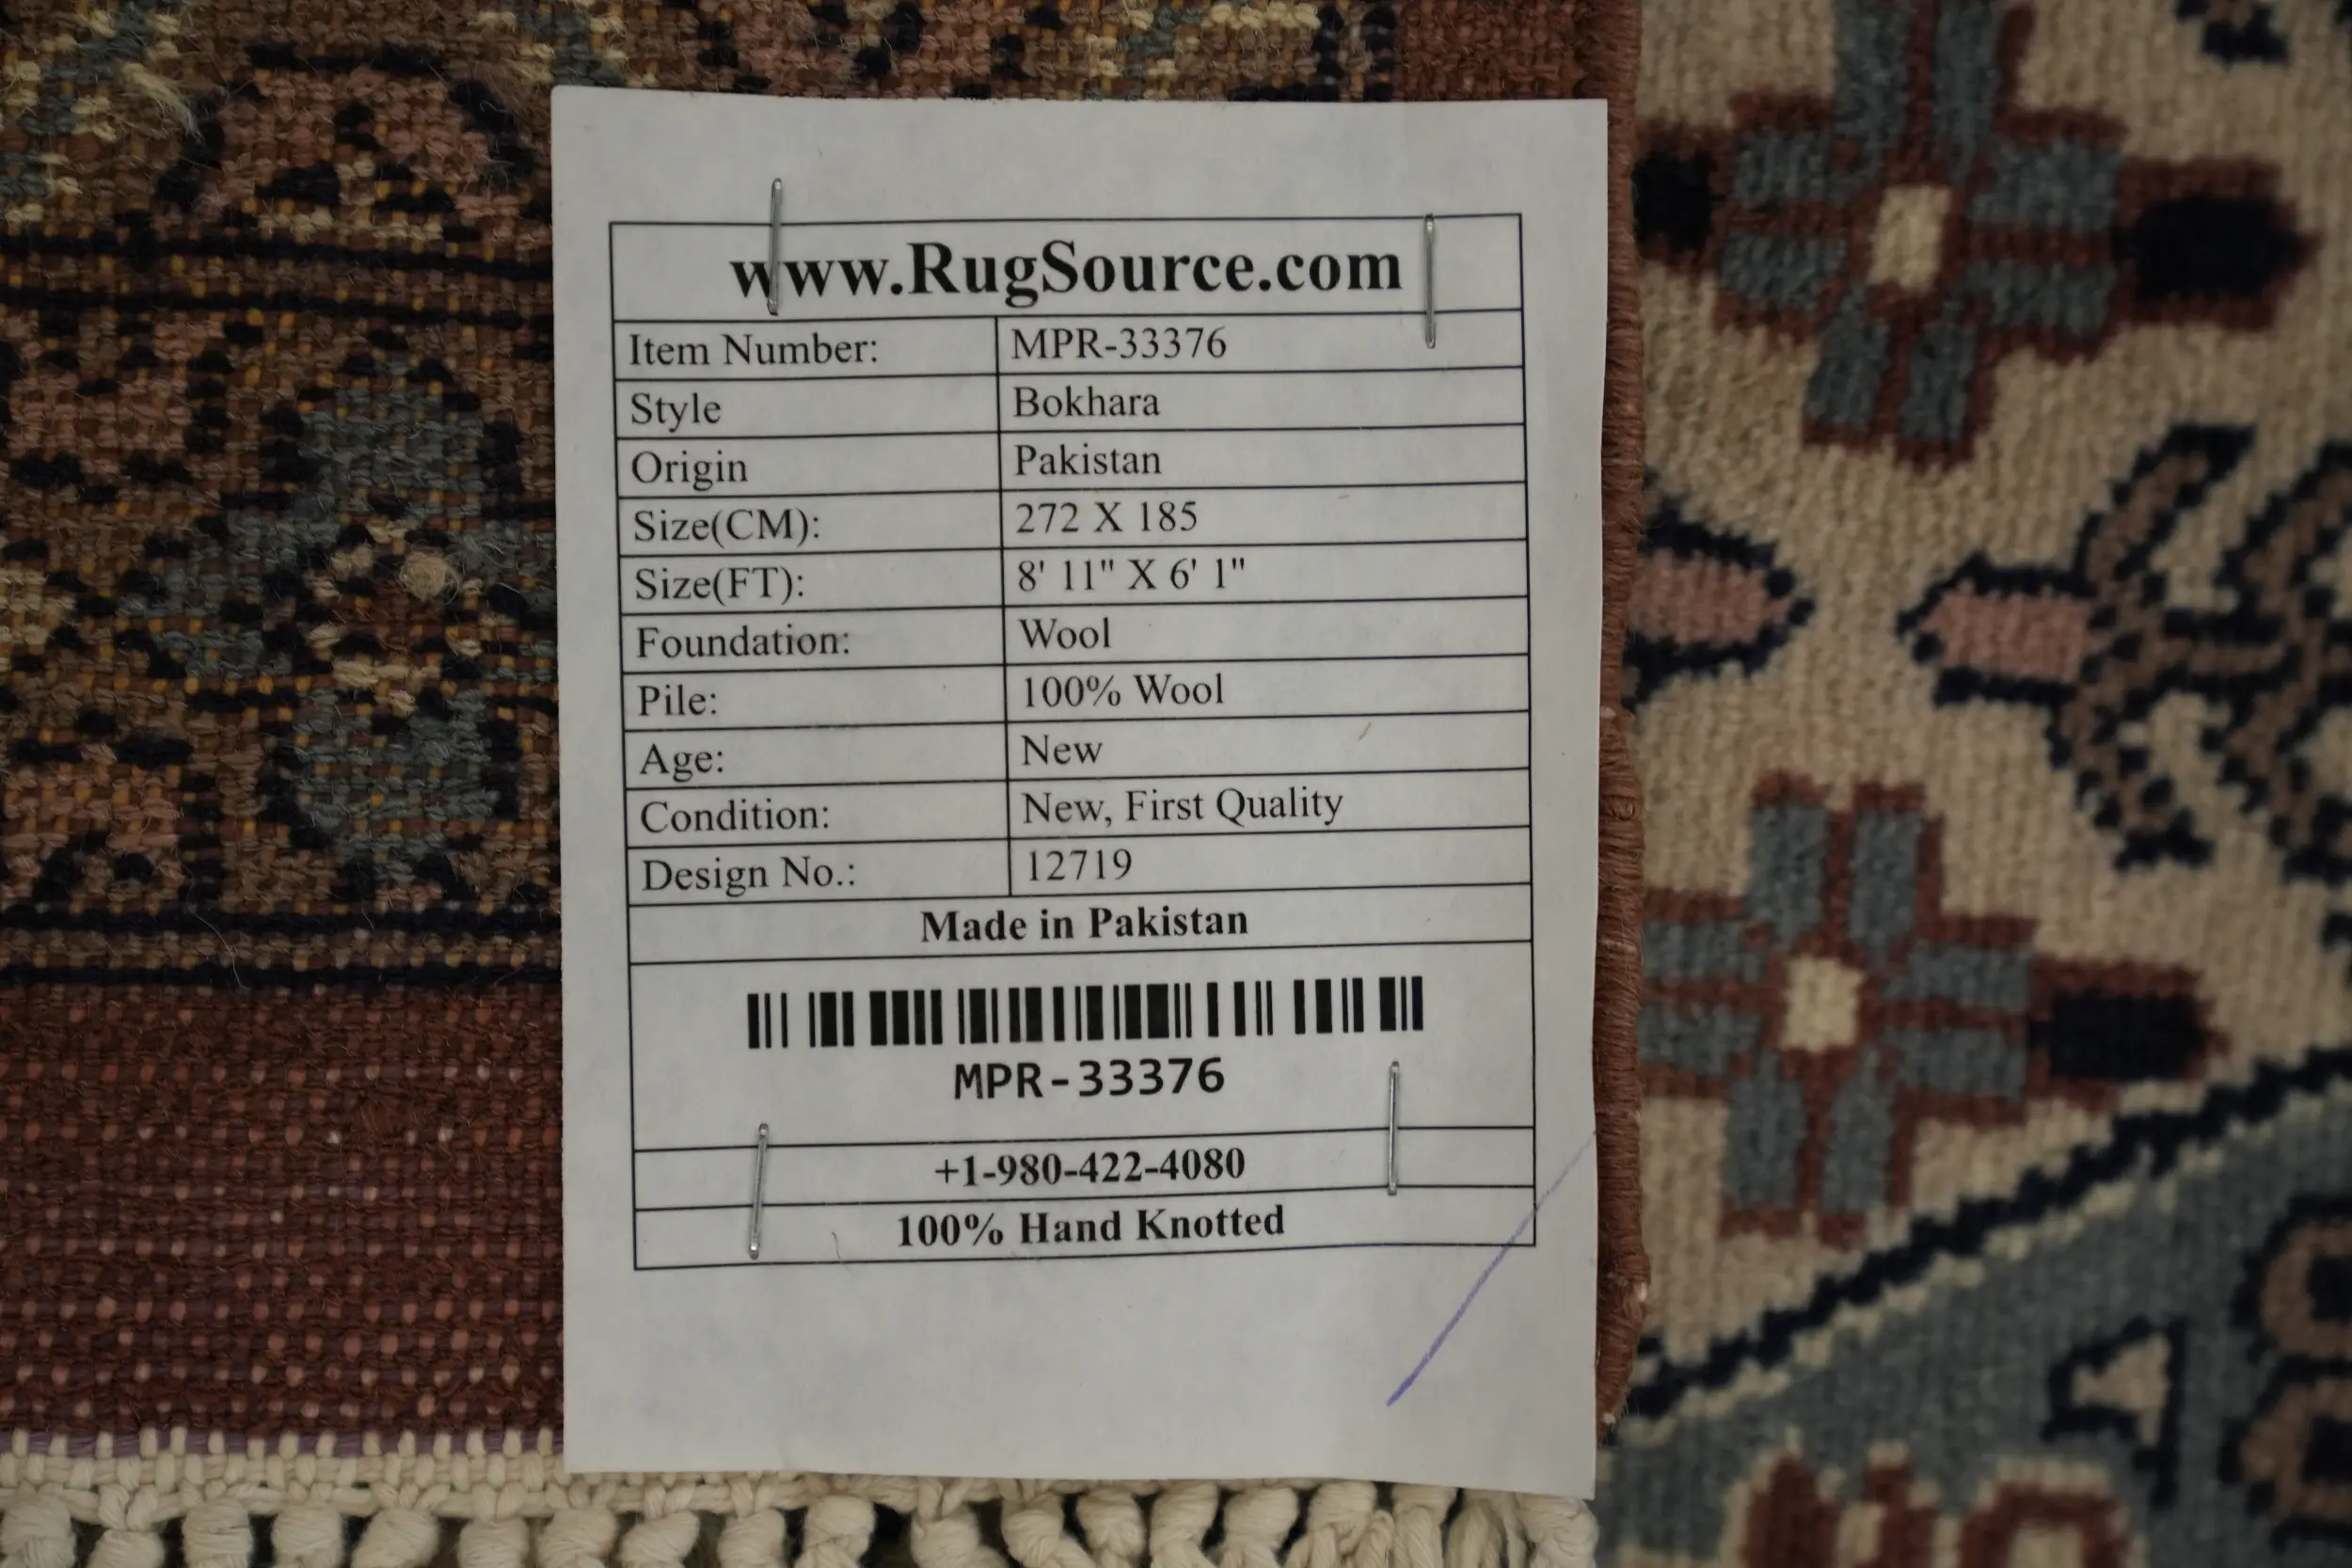 www.RugSource.com
Item Number: MPR-33376
Style Bokhara
Origin Pakistan
Size(CM): 272 X 185
Size(FT): 8' 11" X 6' 1"
Foundation: Wool
Pile: 100% Wool
Age: New
Condition: New, First Quality
Design No.: 12719
Made in Pakistan
MPR-33376
+1-980-422-4080
100% Hand Knotted